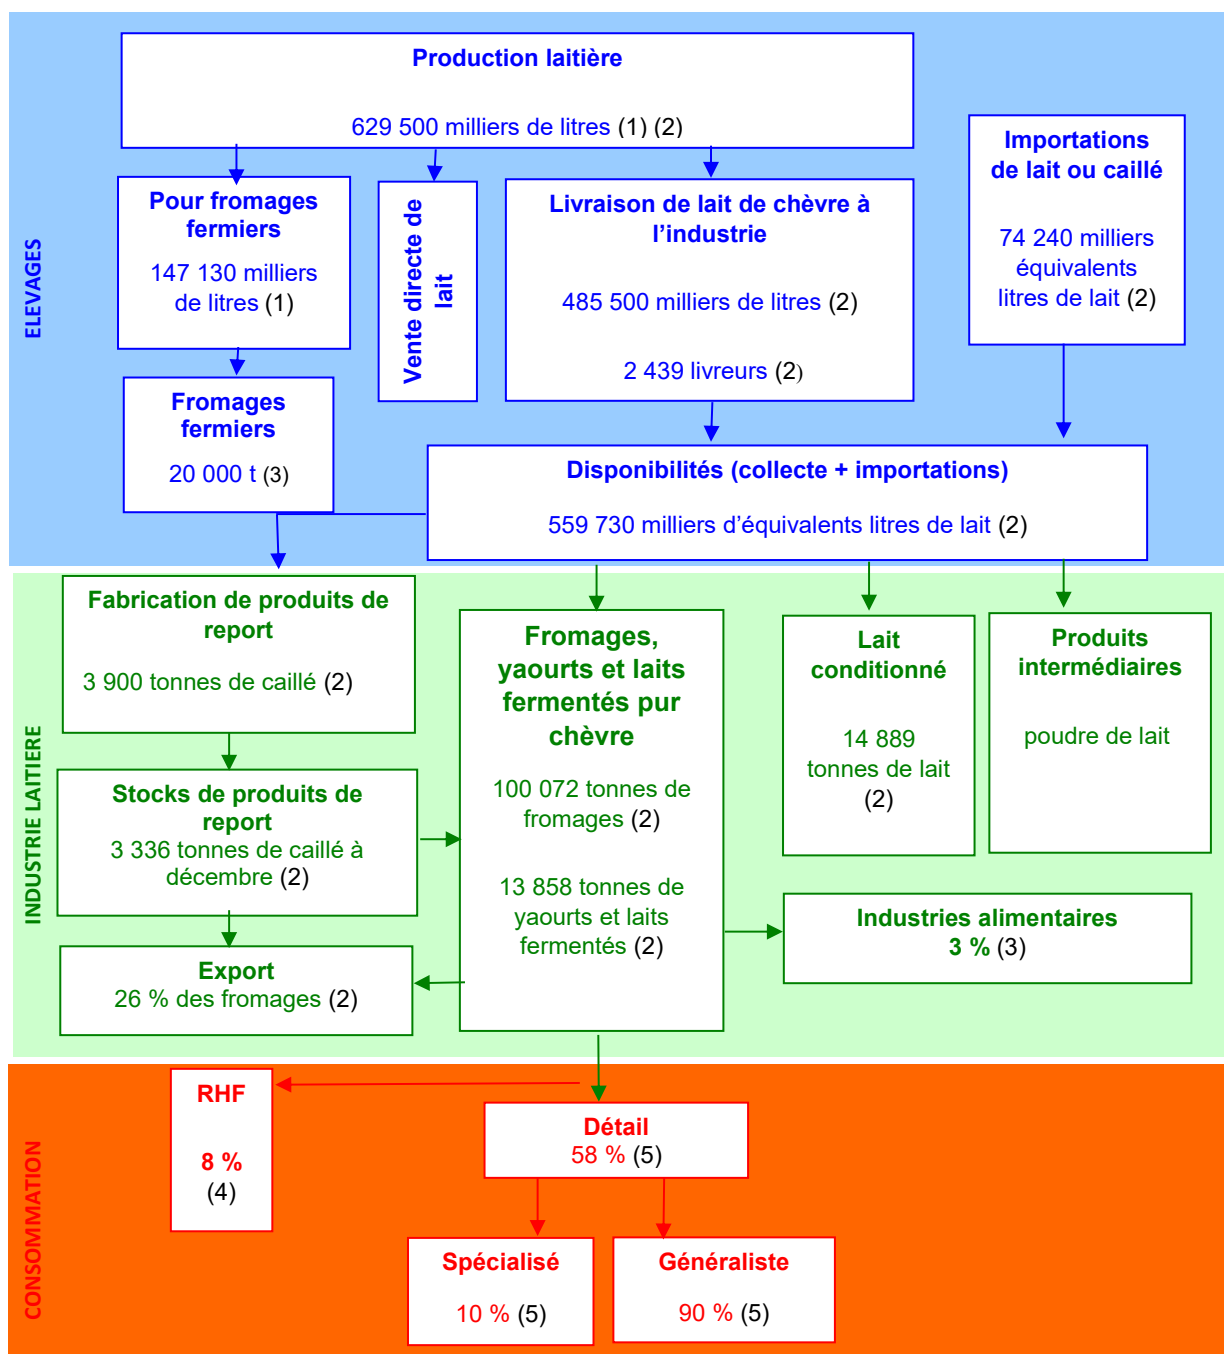 ELEVAGES
Production laitière
629 500 milliers de litres (1) (2)
Pour fromages
fermiers
147 130 milliers
de litres (1)
Vente directe de
lait
Livraison de lait de chèvre à
l’industrie
485 500 milliers de litres (2)
2 439 livreurs (2)
Importations
de lait ou caillé
74 240 milliers
équivalents
litres de lait (2)
Fromages
fermiers
20 000 t (3)
Disponibilités (collecte + importations)
559 730 milliers d’équivalents litres de lait (2)
INDUSTRIE LAITIERE
Fabrication de produits de
report
3 900 tonnes de caillé (2)
Stocks de produits de
report
3 336 tonnes de caillé à
décembre (2)
Export
26 % des fromages (2)
Fromages,
yaourts et laits
fermentés pur
chèvre
100 072 tonnes de
fromages (2)
13 858 tonnes de
yaourts et laits
fermentés (2)
Lait
conditionné
14 889
tonnes de lait
(2)
Produits
intermédiaires
poudre de lait
Industries alimentaires
3 % (3)
CONSOMMATION
RHF
8 %
(4)
Détail
58 % (5)
Spécialisé
10 % (5)
Généraliste
90 % (5)